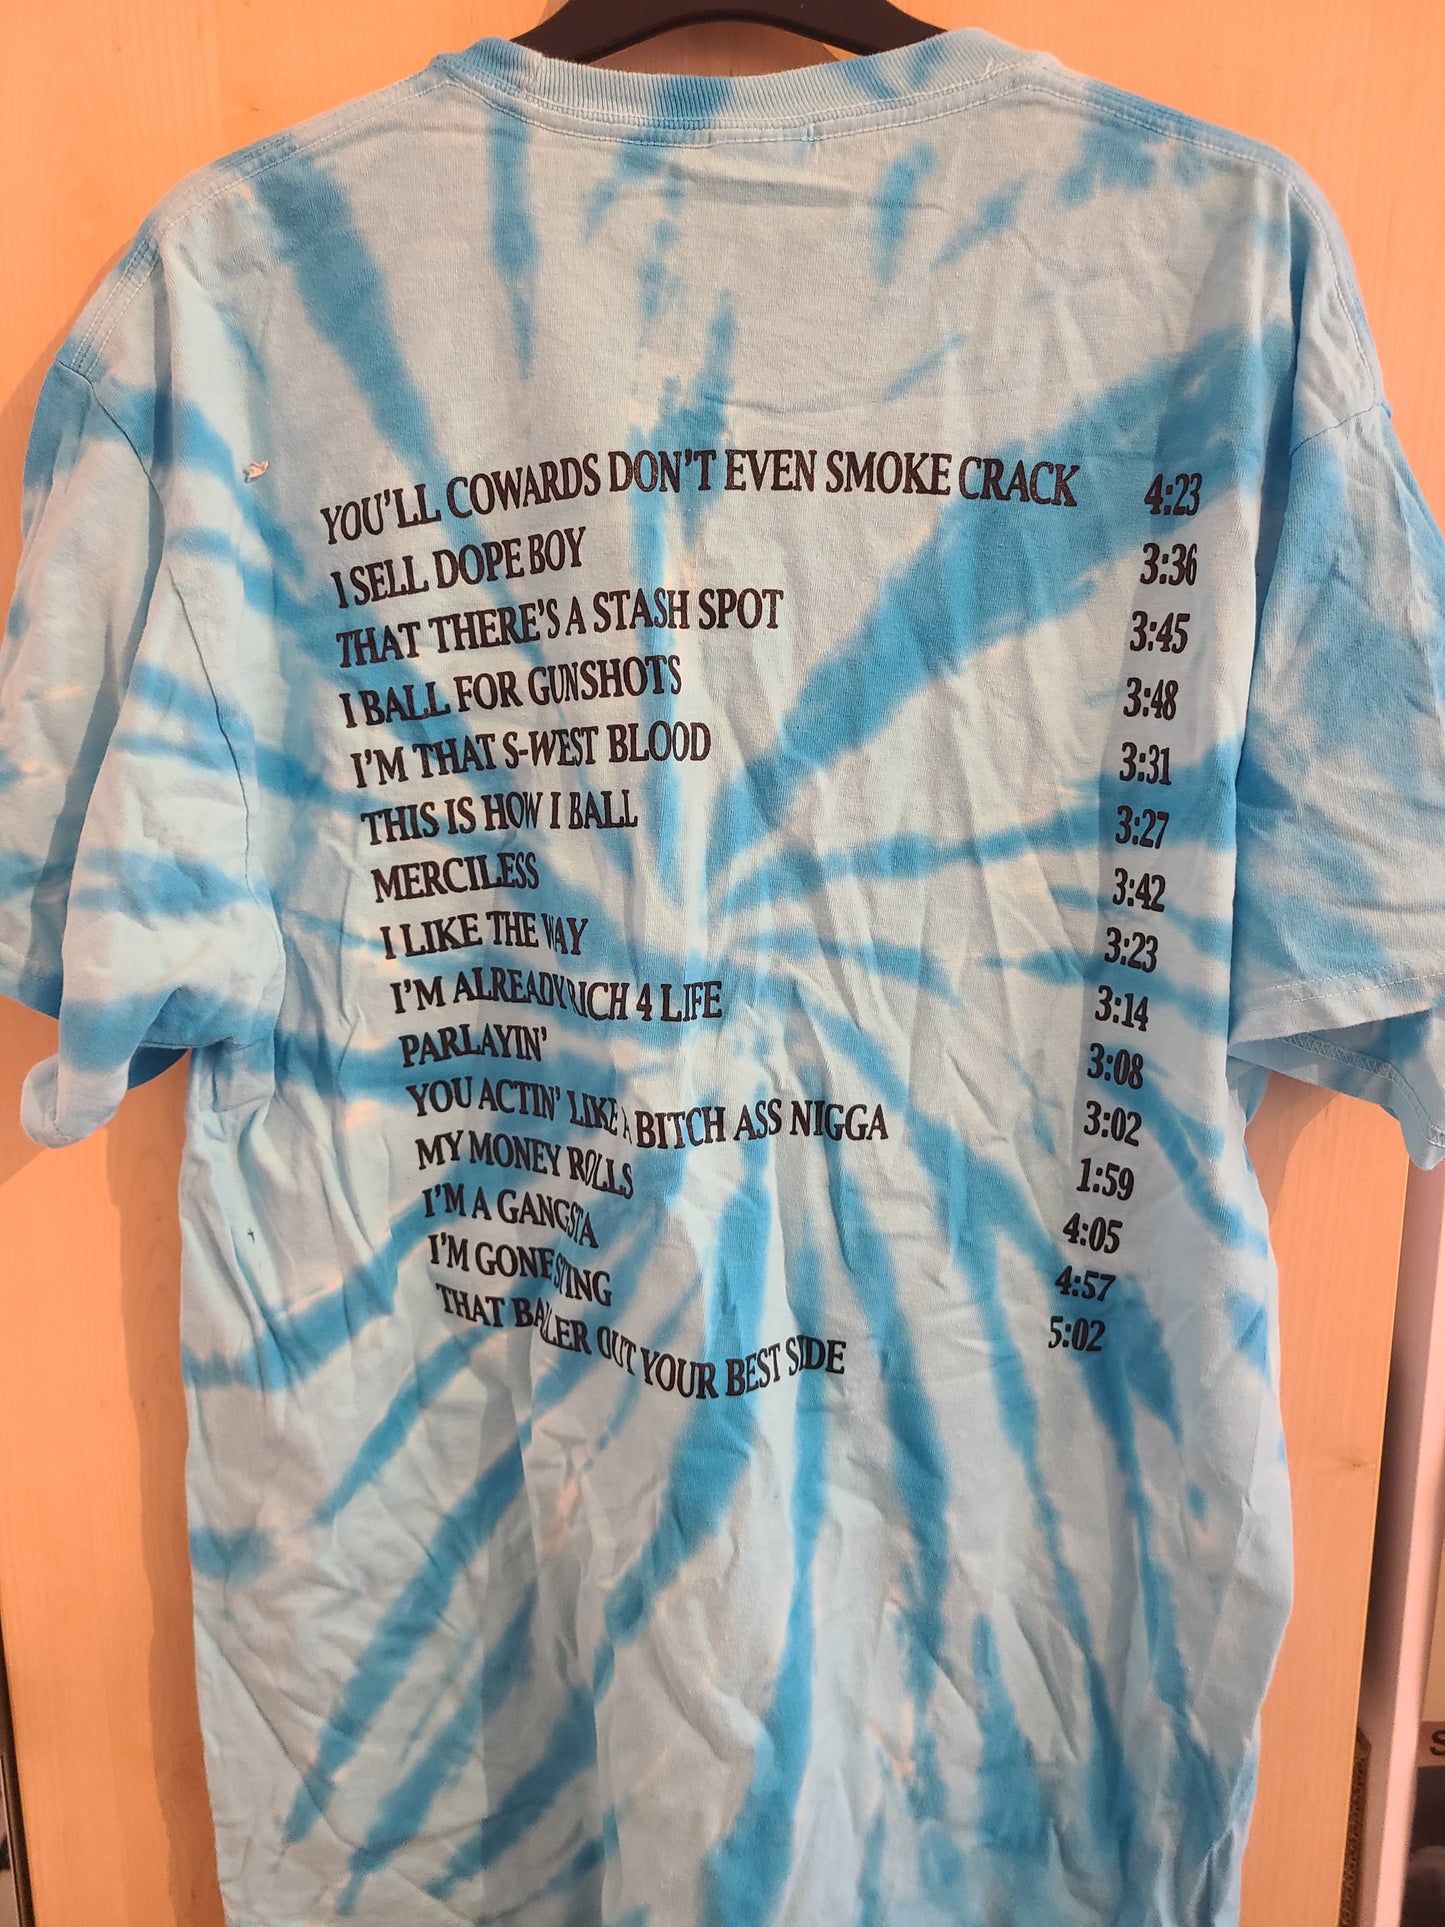 YOU'LL COWARDS DON'T EVEN SMOKE CRACK 4:23
I SELL DOPE BOY 3:36
THAT THERE'S A STASH SPOT 3:45
I BALL FOR GUNSHOTS 3:48
I'M THAT S-WEST BLOOD 3:31
THIS IS HOW I BALL 3:27
MERCILESS 3:42
I LIKE THE WAY 3:23
I'M ALREADY RICH 4 LIFE 3:14
PARLAYIN' 3:08
YOU ACTIN' LIKE A BITCH ASS NIGGA 3:02
MY MONEY ROLLS 1:59
I'M A GANGSTA 4:05
I'M GONE STING 4:57
THAT BALLER OUT YOUR BEST SIDE 5:02
S